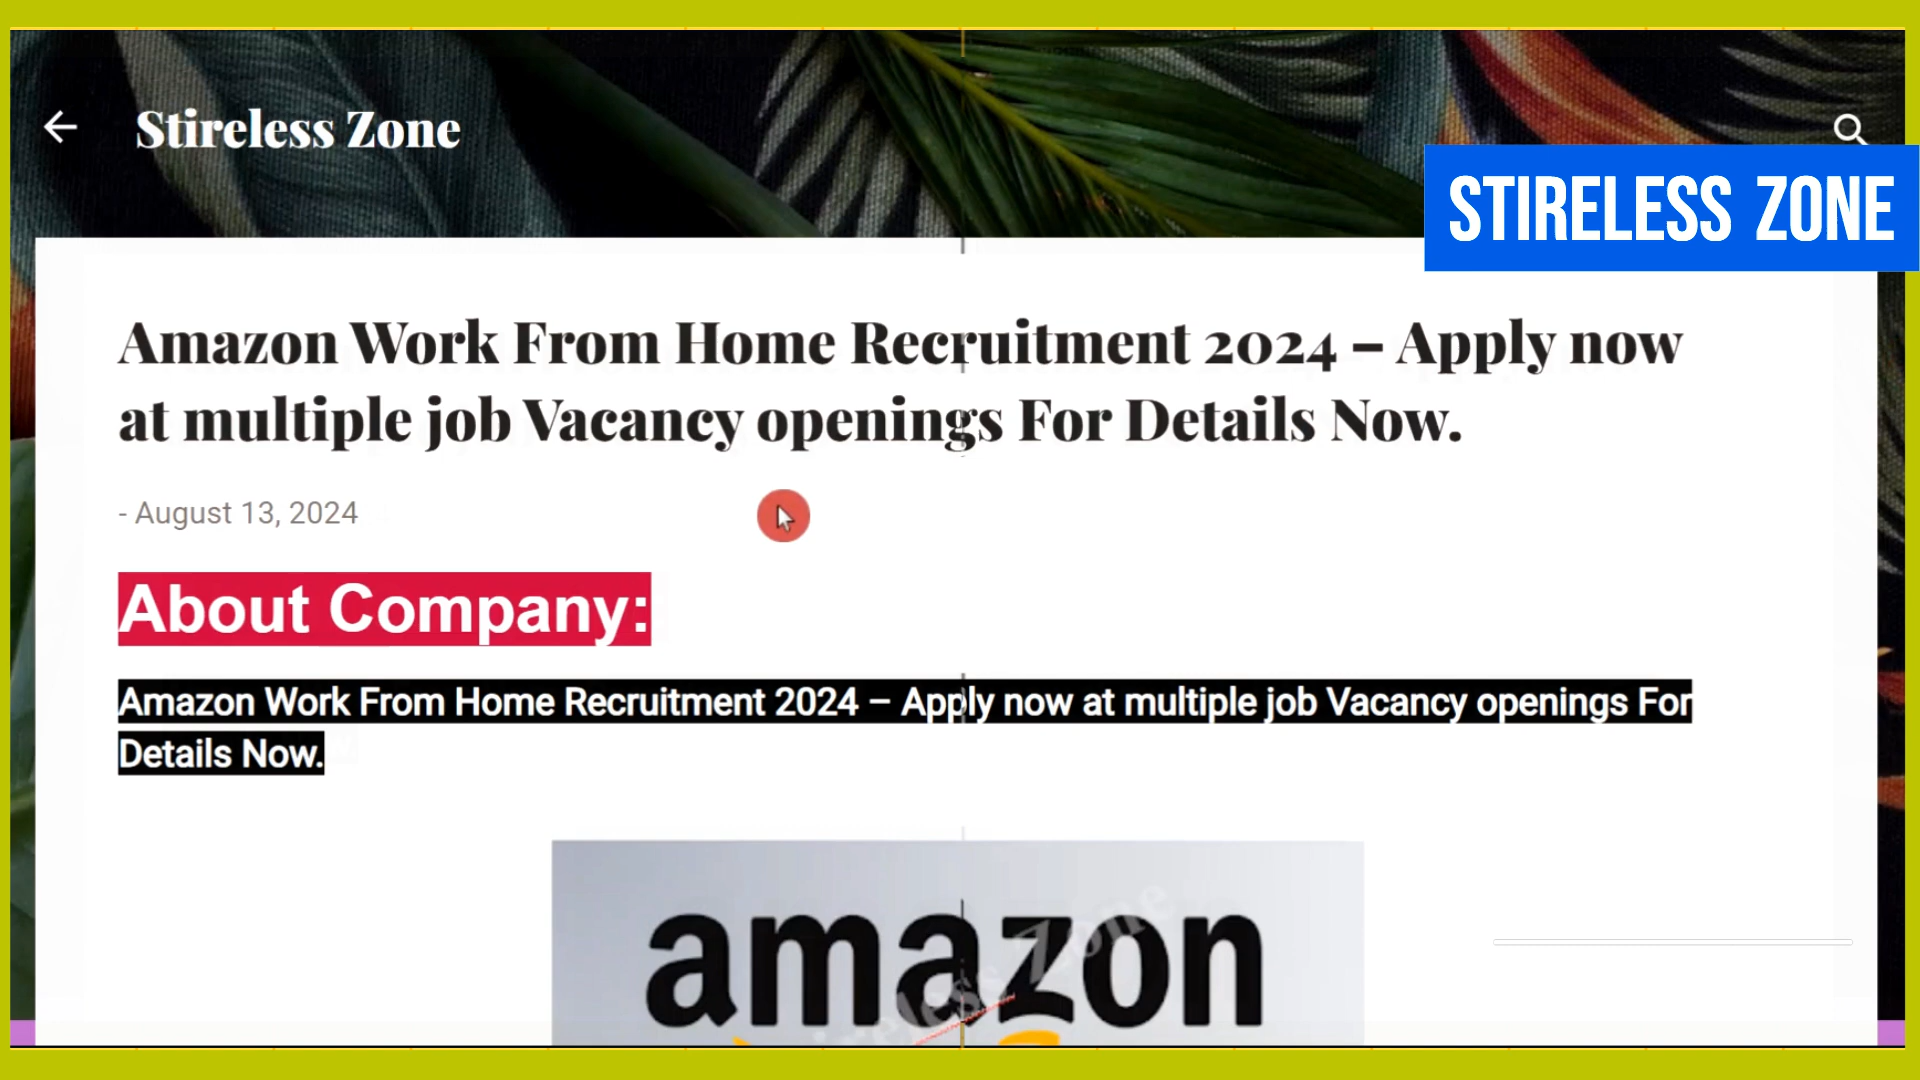 Stireless Zone
STIRELESS ZONE
Amazon Work From Home Recruitment 2024 – Apply now
at multiple job Vacancy openings For Details Now.
- August 13, 2024
About Company:
Amazon Work From Home Recruitment 2024 – Apply now at multiple job Vacancy openings For
Details Now.
amazon
Stireless Zone